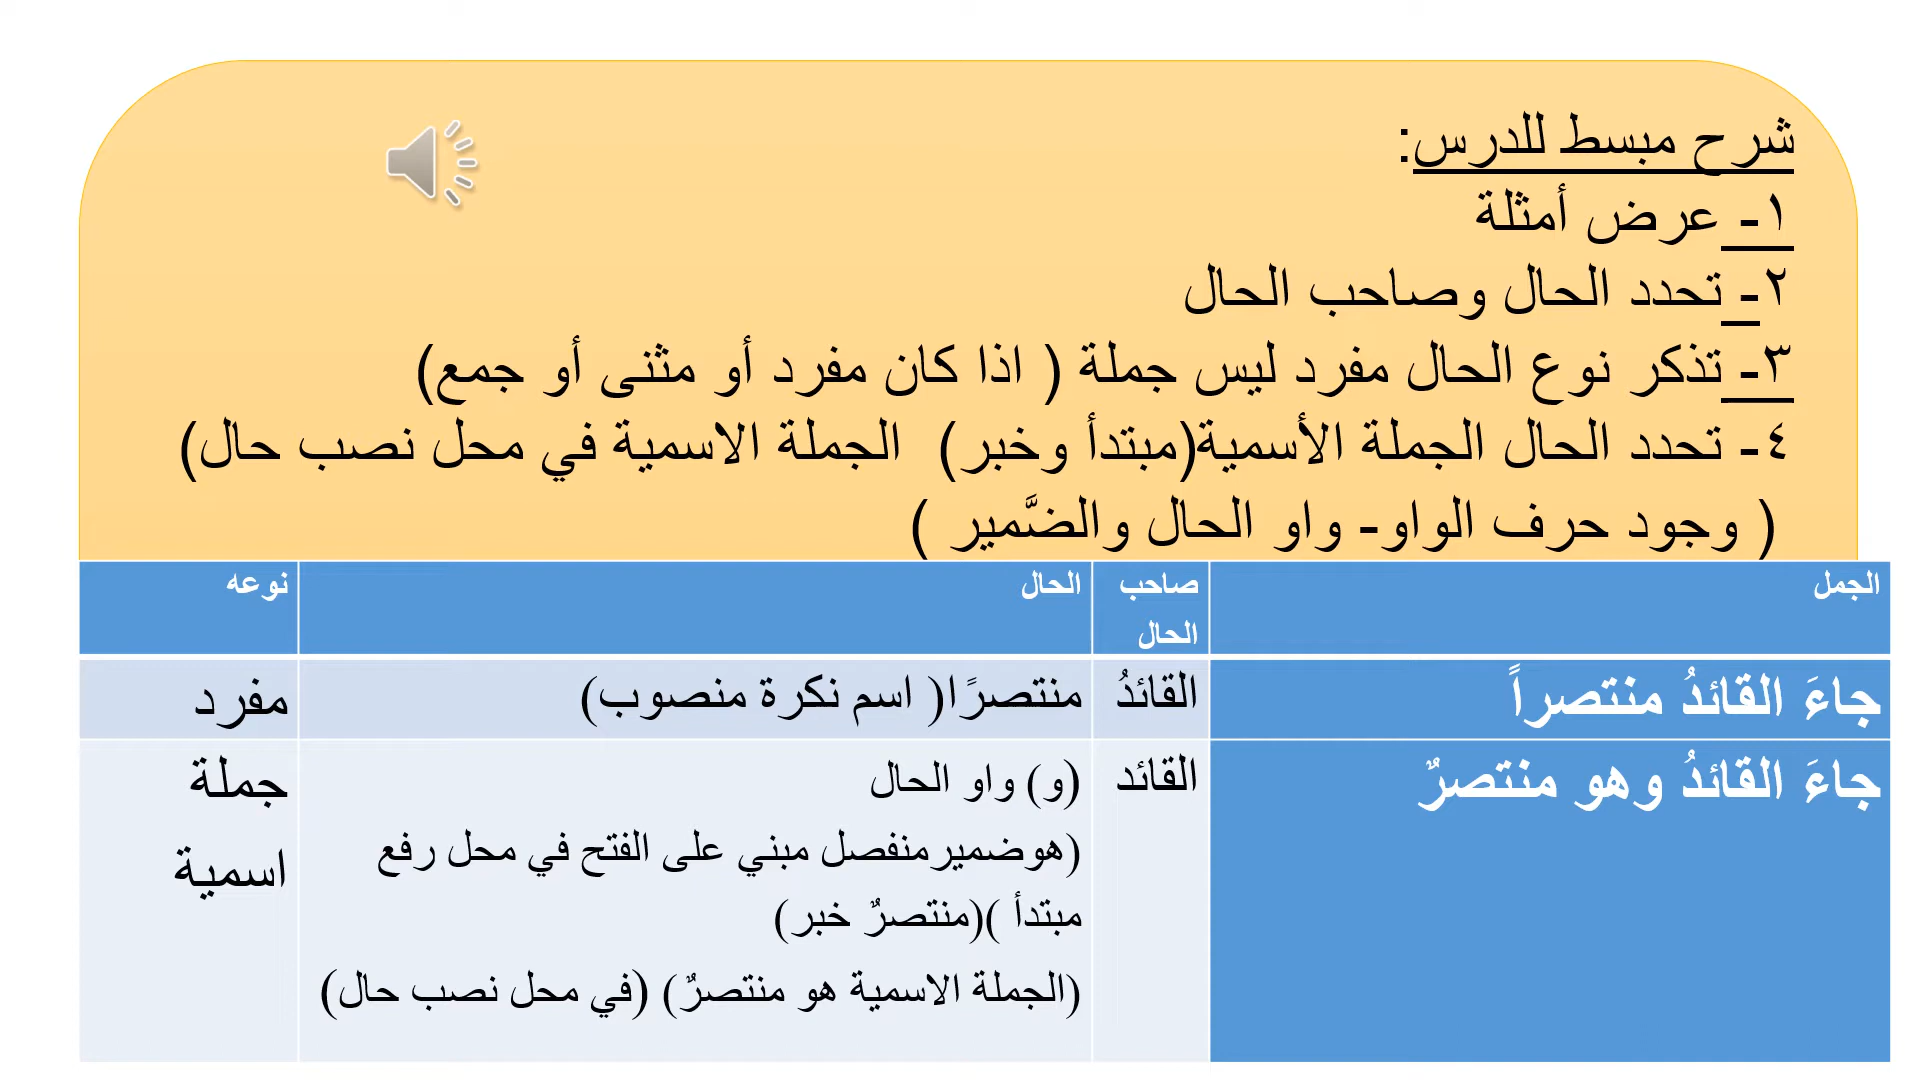 شرح مبسط للدرس:
١- عرض أمثلة
٢- تحدد الحال وصاحب الحال
٣- تذكر نوع الحال مفرد ليس جملة ( اذا كان مفرد أو مثنى أو جمع)
٤- تحدد الحال الجملة الأسمية(مبتدأ وخبر) الجملة الاسمية في محل نصب حال)
( وجود حرف الواو- واو الحال والضَّمير )
الجمل
صاحب
الحال
الحال
نوعه
جاءَ القائدُ منتصراً
القائدُ
منتصرًا( اسم نكرة منصوب)
مفرد
جاءَ القائدُ وهو منتصرٌ
القائد
(و) واو الحال
(هوضميرمنفصل مبني على الفتح في محل رفع
مبتدأ )(منتصرٌ خبر)
(الجملة الاسمية هو منتصرٌ) (في محل نصب حال)
جملة
اسمية